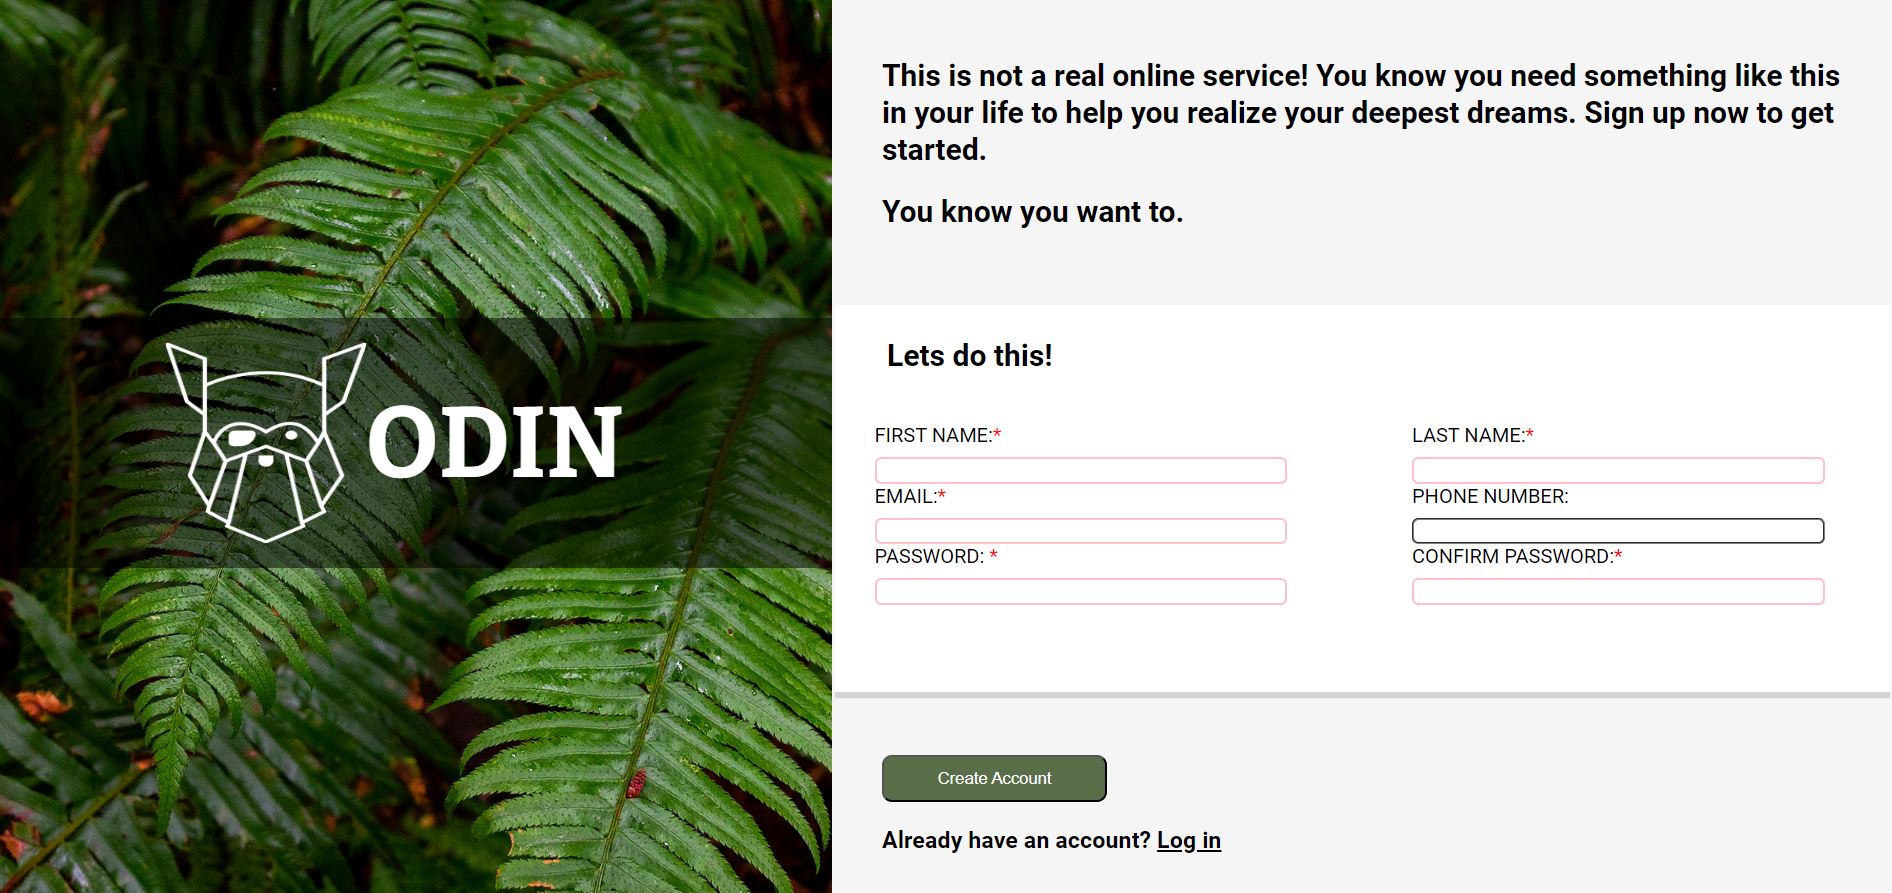 This is not a real online service! You know you need something like this
in your life to help you realize your deepest dreams. Sign up now to get
started.
You know you want to.
ODIN
Lets do this!
FIRST NAME:*
LAST NAME:*
EMAIL:*
PHONE NUMBER:
PASSWORD: *
CONFIRM PASSWORD:*
Create Account
Already have an account? Log in